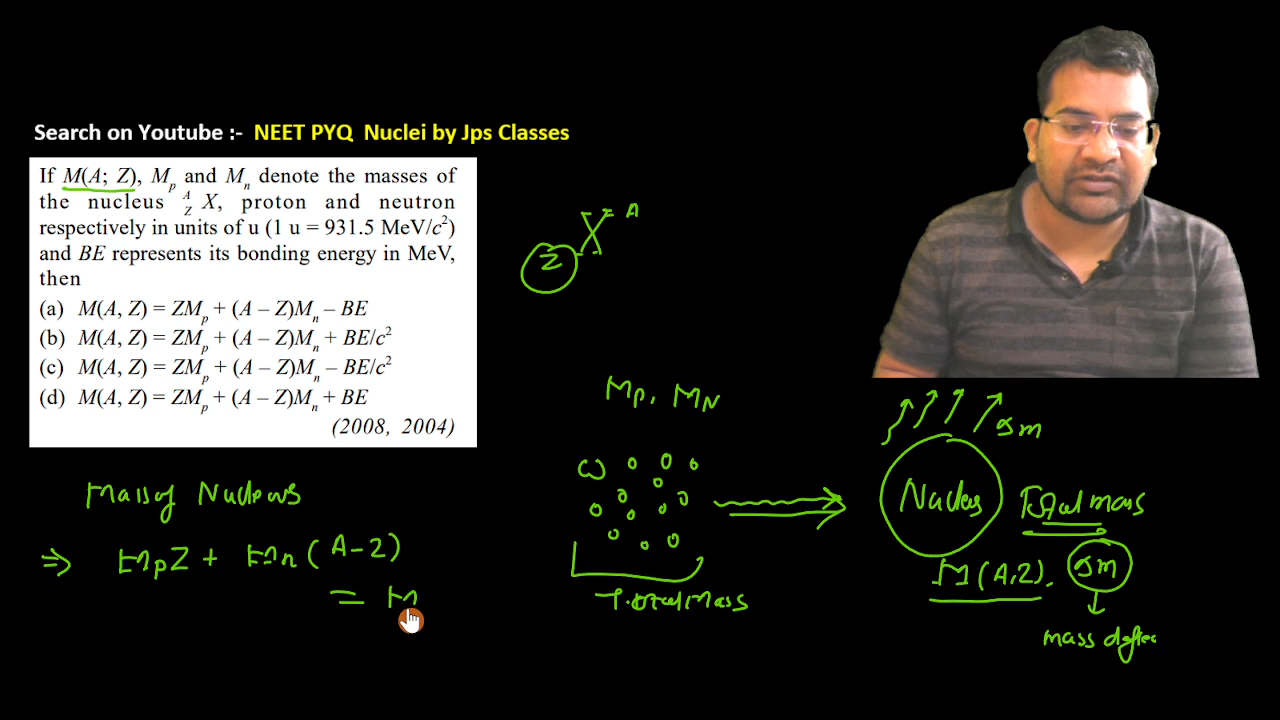 Search on Youtube :- NEET PYQ Nuclei by Jps Classes
If M(A; Z), Mp and Mn denote the masses of
the nucleus A Z X, proton and neutron
respectively in units of u (1 u = 931.5 MeV/c²)
and BE represents its bonding energy in MeV,
then
(a) M(A, Z) = ZMp + (A – Z)Mn – BE
(b) M(A, Z) = ZMp + (A – Z)Mn + BE/c²
(c) M(A, Z) = ZMp + (A – Z)Mn – BE/c²
(d) M(A, Z) = ZMp + (A – Z)Mn + BE
(2008, 2004)
Z X A
Mp, MN
Δm
Nucleus
Total mass
M(A,Z).
Δm
mass defec
Total Mass
Mass of Nucleus
⇒ MpZ + Mn(A-Z)
= M